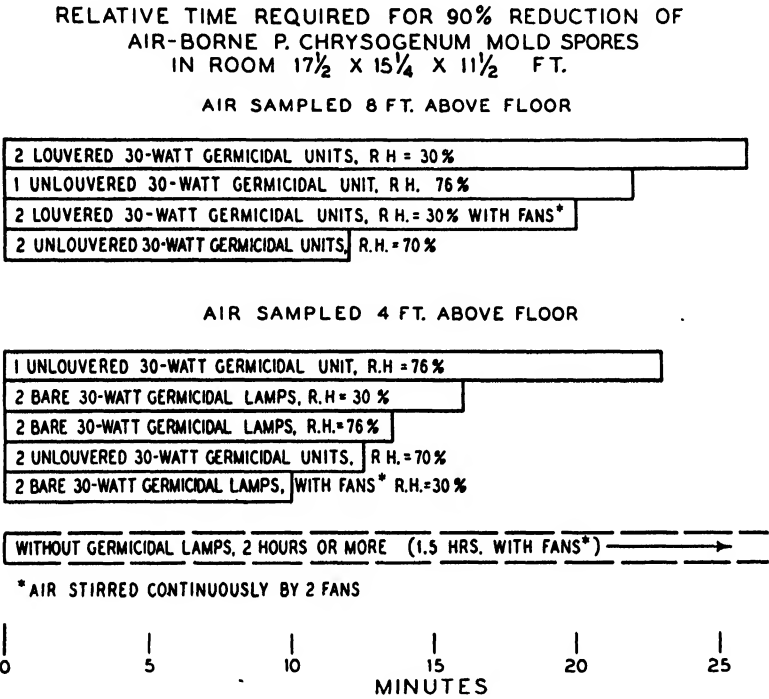 RELATIVE TIME REQUIRED FOR 90% REDUCTION OF
AIR-BORNE P. CHRYSOGENUM MOLD SPORES
IN ROOM 17½ X 15¼ X 11½ FT.
AIR SAMPLED 8 FT. ABOVE FLOOR
2 LOUVERED 30-WATT GERMICIDAL UNITS, R H = 30%
1 UNLOUVERED 30-WATT GERMICIDAL UNIT, R.H. 76%
2 LOUVERED 30-WATT GERMICIDAL UNITS, R H.= 30% WITH FANS*
2 UNLOUVERED 30-WATT GERMICIDAL UNITS, R.H.=70%
AIR SAMPLED 4 FT. ABOVE FLOOR
1 UNLOUVERED 30-WATT GERMICIDAL UNIT, R.H =76%
2 BARE 30-WATT GERMICIDAL LAMPS, R.H= 30%
2 BARE 30-WATT GERMICIDAL LAMPS, R.H.=76%
2 UNLOUVERED 30-WATT GERMICIDAL UNITS, R H.=70%
2 BARE 30-WATT GERMICIDAL LAMPS, WITH FANS* R.H.=30%
WITHOUT GERMICIDAL LAMPS, 2 HOURS OR MORE (1.5 HRS. WITH FANS*)
*AIR STIRRED CONTINUOUSLY BY 2 FANS
0 5 10 15 20 25
MINUTES